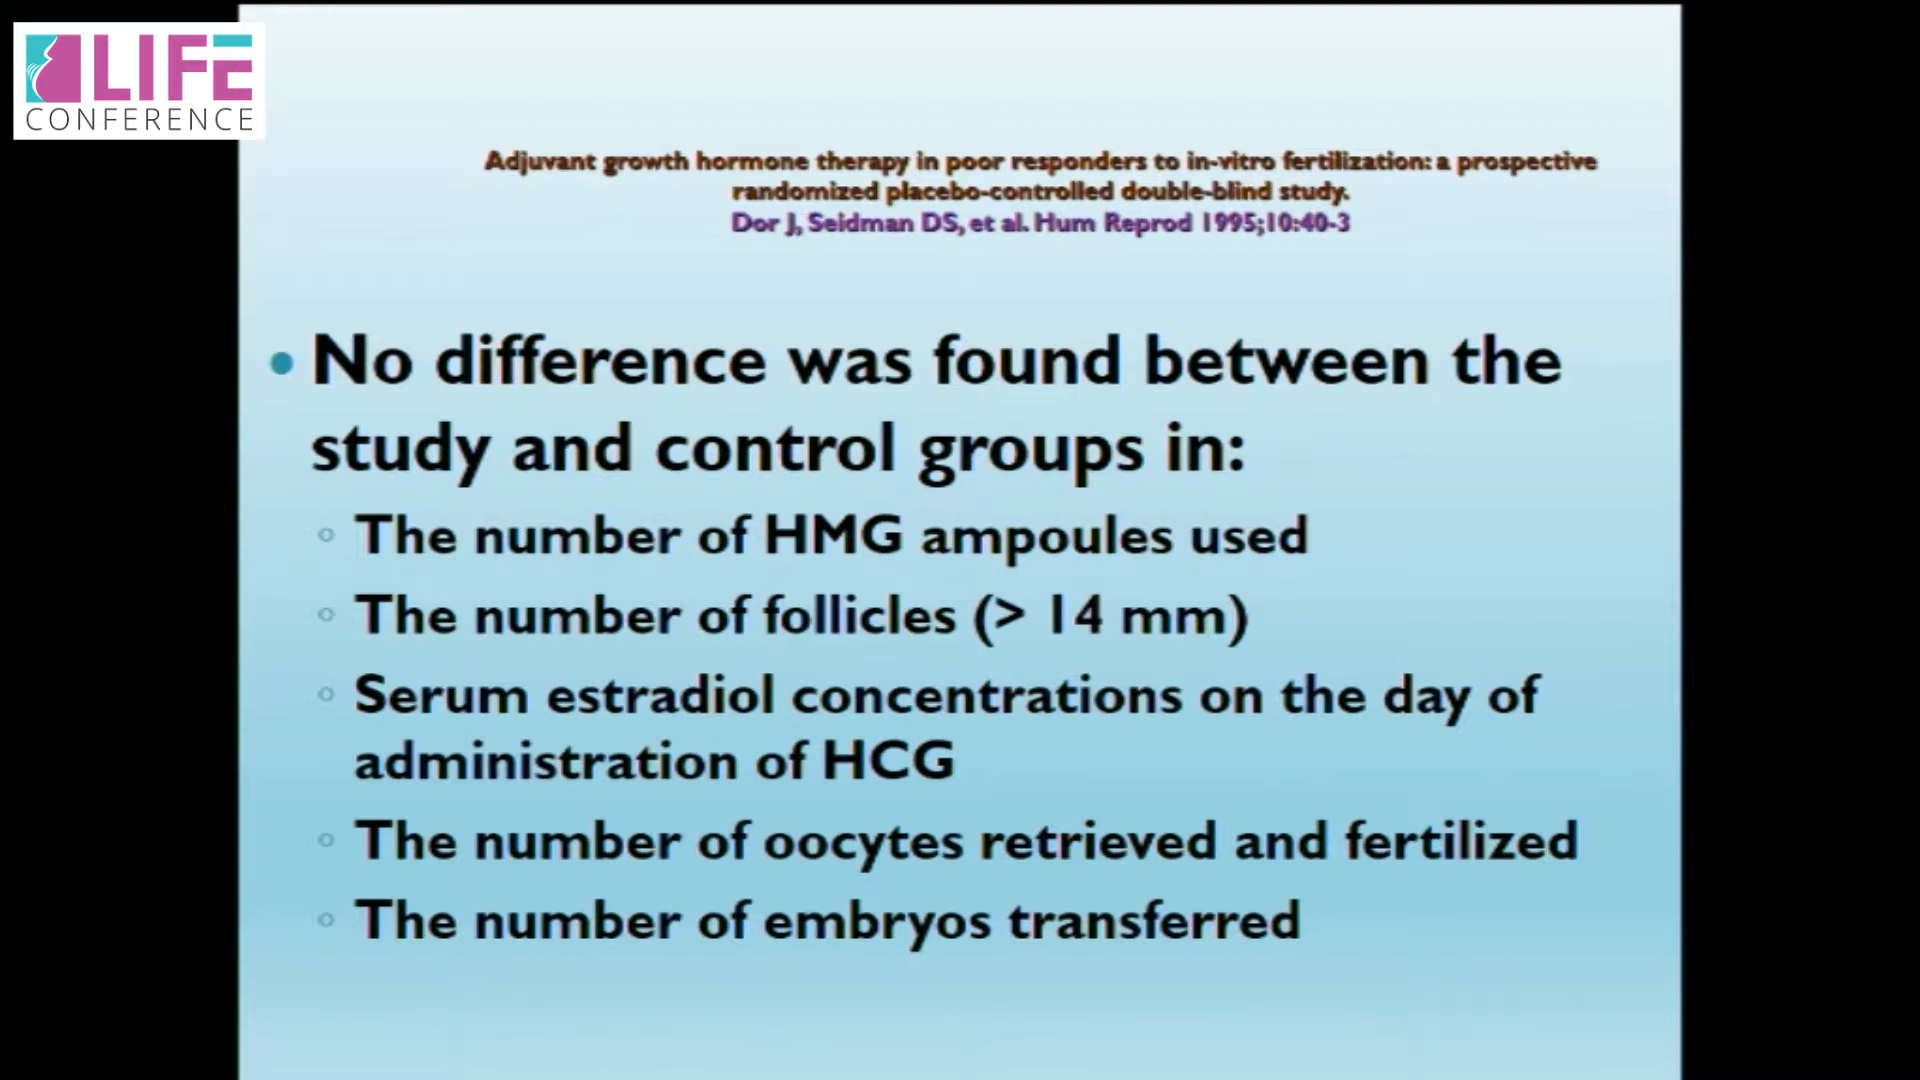 LIFE
CONFERENCE
Adjuvant growth hormone therapy in poor responders to in-vitro fertilization: a prospective
randomized placebo-controlled double-blind study.
Dor J, Seidman DS, et al. Hum Reprod 1995;10:40-3
• No difference was found between the
study and control groups in:
◦ The number of HMG ampoules used
◦ The number of follicles (> 14 mm)
◦ Serum estradiol concentrations on the day of
administration of HCG
◦ The number of oocytes retrieved and fertilized
◦ The number of embryos transferred